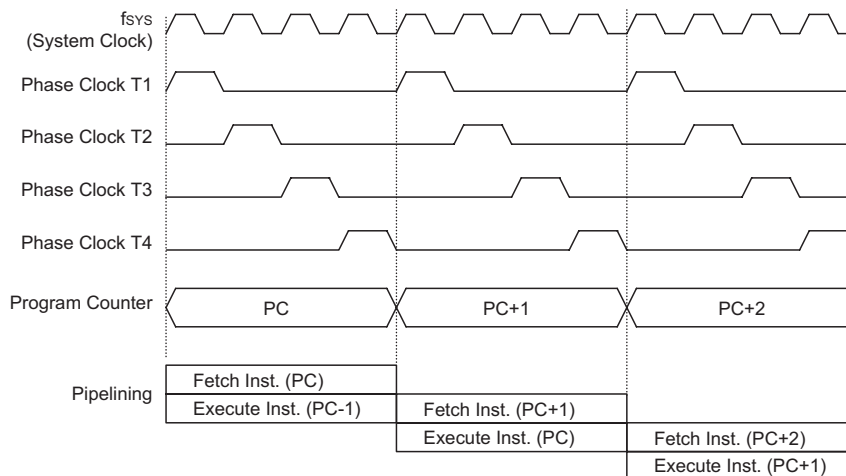 fSYS
(System Clock)
Phase Clock T1
Phase Clock T2
Phase Clock T3
Phase Clock T4
Program Counter
PC
PC+1
PC+2
Pipelining
Fetch Inst. (PC)
Execute Inst. (PC-1)
Fetch Inst. (PC+1)
Execute Inst. (PC)
Fetch Inst. (PC+2)
Execute Inst. (PC+1)